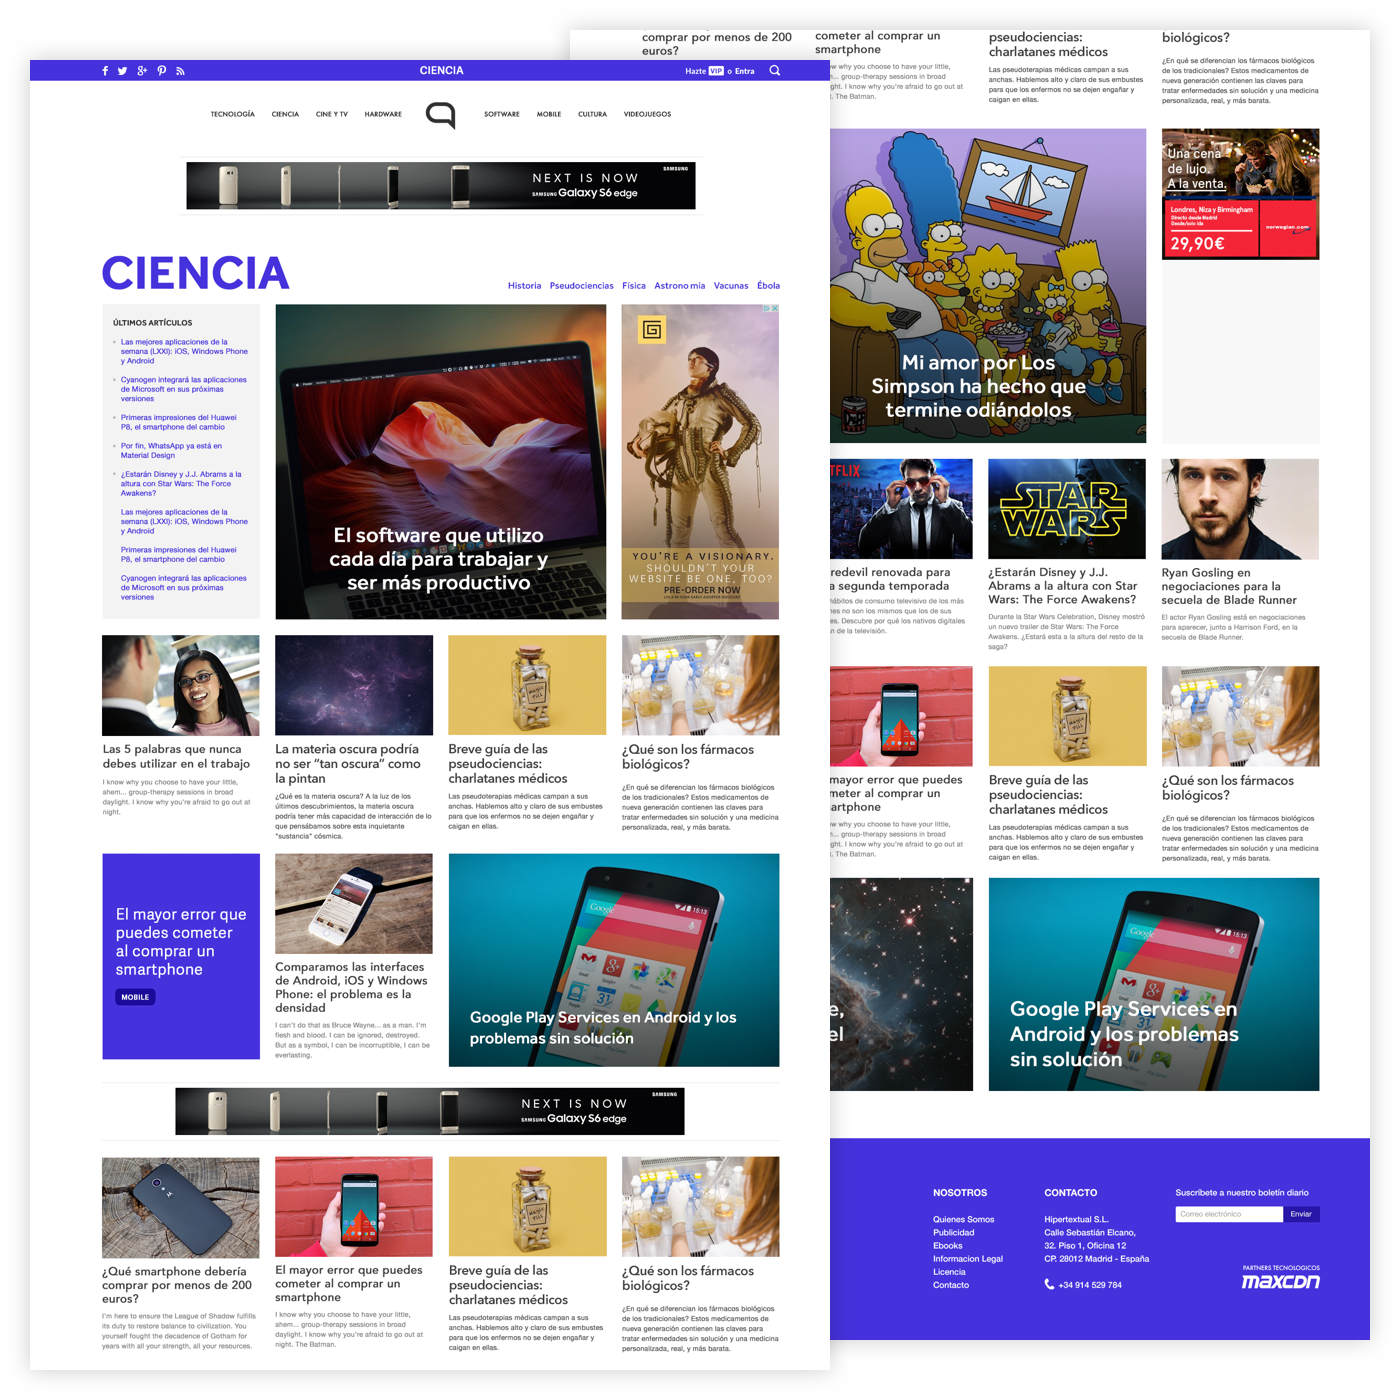 CIENCIA
Hazte VIP o Entra
TECNOLOGÍA CIENCIA CINE Y TV HARDWARE SOFTWARE MOBILE CULTURA VIDEOJUEGOS
SAMSUNG
NEXT IS NOW
SAMSUNG Galaxy S6 edge
CIENCIA
Historia Pseudociencias Física Astrono mía Vacunas Ébola
ÚLTIMOS ARTÍCULOS
Las mejores aplicaciones de la
semana (LXXI): iOS, Windows Phone
y Android
Cyanogen integrará las aplicaciones
de Microsoft en sus próximas
versiones
Primeras impresiones del Huawei
P8, el smartphone del cambio
Por fin, WhatsApp ya está en
Material Design
¿Estarán Disney y J.J. Abrams a la
altura con Star Wars: The Force
Awakens?
Las mejores aplicaciones de la
semana (LXXI): iOS, Windows Phone
y Android
Primeras impresiones del Huawei
P8, el smartphone del cambio
Cyanogen integrará las aplicaciones
de Microsoft en sus próximas
versiones
El software que utilizo
cada día para trabajar y
ser más productivo
YOU'RE A VISIONARY.
SHOULDN'T YOUR
WEBSITE BE ONE, TOO?
PRE-ORDER NOW
Las 5 palabras que nunca
debes utilizar en el trabajo
I know why you choose to have your little,
ahem... group-therapy sessions in broad
daylight. I know why you're afraid to go out at
night.
La materia oscura podría
no ser “tan oscura” como
la pintan
¿Qué es la materia oscura? A la luz de los
últimos descubrimientos, la materia oscura
podría tener más capacidad de interacción de lo
que pensábamos sobre esta inquietante
"sustancia" cósmica.
MAGIC
PILL
Breve guía de las
pseudociencias:
charlatanes médicos
Las pseudoterapias médicas campan a sus
anchas. Hablemos alto y claro de sus embustes
para que los enfermos no se dejen engañar y
caigan en ellas.
¿Qué son los fármacos
biológicos?
¿En qué se diferencian los fármacos biológicos
de los tradicionales? Estos medicamentos de
nueva generación contienen las claves para
tratar enfermedades sin solución y una medicina
personalizada, real, y más barata.
El mayor error que
puedes cometer
al comprar un
smartphone
MOBILE
Comparamos las interfaces
de Android, iOS y Windows
Phone: el problema es la
densidad
I can't do that as Bruce Wayne... as a man. I'm
flesh and blood. I can be ignored, destroyed.
But as a symbol, I can be incorruptible, I can be
everlasting.
15:13
Google
Google Play Services en Android y los
problemas sin solución
SAMSUNG
NEXT IS NOW
SAMSUNG Galaxy S6 edge
¿Qué smartphone debería
comprar por menos de 200
euros?
I'm here to ensure the League of Shadow fulfills
its duty to restore balance to civilization. You
yourself fought the decadence of Gotham for
years with all your strength, all your resources.
El mayor error que puedes
cometer al comprar un
smartphone
I know why you choose to have your little,
ahem... group-therapy sessions in broad
daylight. I know why you're afraid to go out at
night. The Batman.
MAGIC
PILL
Breve guía de las
pseudociencias:
charlatanes médicos
Las pseudoterapias médicas campan a sus
anchas. Hablemos alto y claro de sus embustes
para que los enfermos no se dejen engañar y
caigan en ellas.
¿Qué son los fármacos
biológicos?
¿En qué se diferencian los fármacos biológicos
de los tradicionales? Estos medicamentos de
nueva generación contienen las claves para
tratar enfermedades sin solución y una medicina
personalizada, real, y más barata.
comprar por menos de 200
euros?
cometer al comprar un
smartphone
w why you choose to have your little,
... group-therapy sessions in broad
ght. I know why you're afraid to go out at
t. The Batman.
pseudociencias:
charlatanes médicos
Las pseudoterapias médicas campan a sus
anchas. Hablemos alto y claro de sus embustes
para que los enfermos no se dejen engañar y
caigan en ellas.
biológicos?
¿En qué se diferencian los fármacos biológicos
de los tradicionales? Estos medicamentos de
nueva generación contienen las claves para
tratar enfermedades sin solución y una medicina
personalizada, real, y más barata.
Mi amor por Los
Simpson ha hecho que
termine odiándolos
Una cena
de lujo.
A la venta.
Londres, Niza y Birmingham
Directo desde Madrid
Desde/solo ida
29,90€
norwegian.com
TFLIX
redevil renovada para
a segunda temporada
hábitos de consumo televisivo de los más
nes no son los mismos que los de sus
es. Descubre por qué los nativos digitales
n de la televisión.
STAR
WARS
¿Estarán Disney y J.J.
Abrams a la altura con Star
Wars: The Force Awakens?
Durante la Star Wars Celebration, Disney mostró
un nuevo trailer de Star Wars: The Force
Awakens. ¿Estará esta a la altura del resto de la
saga?
Ryan Gosling en
negociaciones para la
secuela de Blade Runner
El actor Ryan Gosling está en negociaciones
para aparecer, junto a Harrison Ford, en la
secuela de Blade Runner.
mayor error que puedes
meter al comprar un
artphone
w why you choose to have your little,
... group-therapy sessions in broad
ght. I know why you're afraid to go out at
t. The Batman.
MAGIC
PILL
Breve guía de las
pseudociencias:
charlatanes médicos
Las pseudoterapias médicas campan a sus
anchas. Hablemos alto y claro de sus embustes
para que los enfermos no se dejen engañar y
caigan en ellas.
¿Qué son los fármacos
biológicos?
¿En qué se diferencian los fármacos biológicos
de los tradicionales? Estos medicamentos de
nueva generación contienen las claves para
tratar enfermedades sin solución y una medicina
personalizada, real, y más barata.
e,
el
15:13
Google
Google Play Services en
Android y los problemas
sin solución
NOSOTROS
Quienes Somos
Publicidad
Ebooks
Informacion Legal
Licencia
Contacto
CONTACTO
Hipertextual S.L.
Calle Sebastián Elcano,
32. Piso 1, Oficina 12
CP. 28012 Madrid - España
+34 914 529 784
Suscríbete a nuestro boletín diario
Correo electrónico Enviar
PARTNERS TECNOLOGICOS
maxcdn